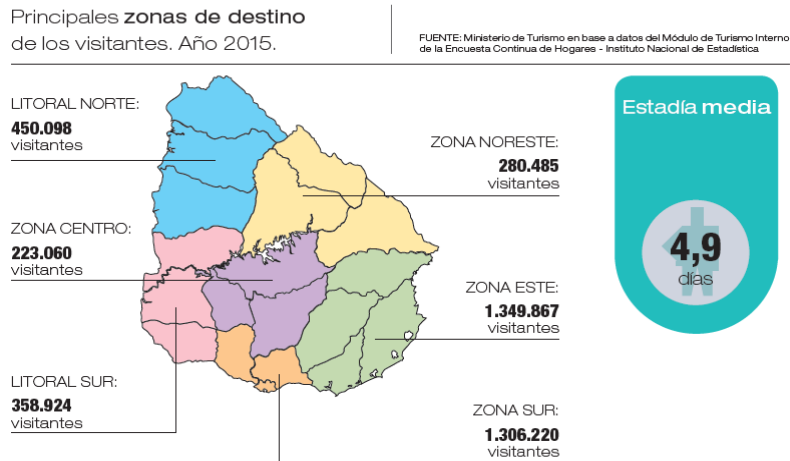 Principales zonas de destino
de los visitantes. Año 2015.
FUENTE: Ministerio de Turismo en base a datos del Módulo de Turismo Interno
de la Encuesta Continua de Hogares - Instituto Nacional de Estadística
LITORAL NORTE:
450.098
visitantes
ZONA NORESTE:
280.485
visitantes
ZONA CENTRO:
223.060
visitantes
ZONA ESTE:
1.349.867
visitantes
LITORAL SUR:
358.924
visitantes
ZONA SUR:
1.306.220
visitantes
Estadía media
4,9
días